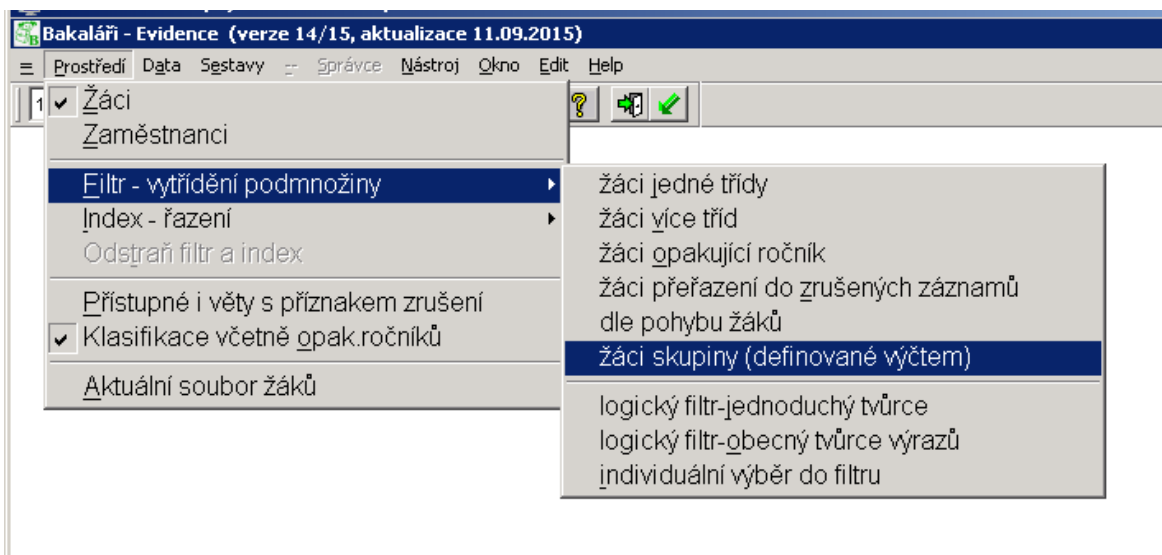 Bakaláři - Evidence (verze 14/15, aktualizace 11.09.2015)
Prostředí Data Sestavy -- Správce Nástroj Okno Edit Help
1
Žáci
Zaměstnanci
Filtr - vytřídění podmnožiny
Index - řazení
Odstraň filtr a index
Přístupné i věty s příznakem zrušení
Klasifikace včetně opak.ročníků
Aktuální soubor žáků
žáci jedné třídy
žáci více tříd
žáci opakující ročník
žáci přeřazení do zrušených záznamů
dle pohybu žáků
žáci skupiny (definované výčtem)
logický filtr-jednoduchý tvůrce
logický filtr-obecný tvůrce výrazů
individuální výběr do filtru